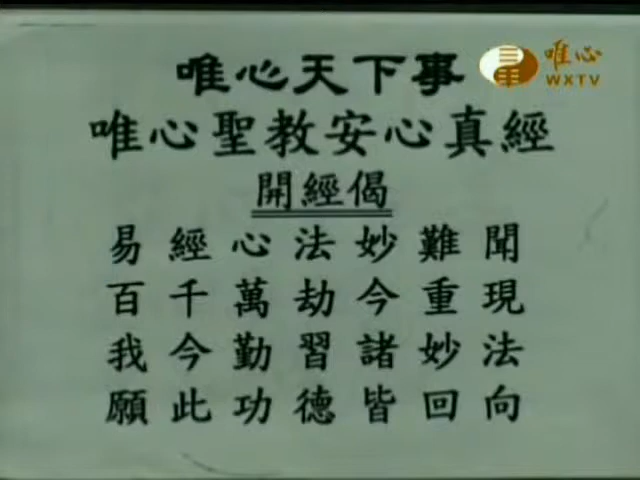 唯心天下事
唯心
WXTV
唯心聖教安心真經
開經偈
易經心法妙難聞
百千萬劫今重現
我今勤習諸妙法
願此功德皆回向